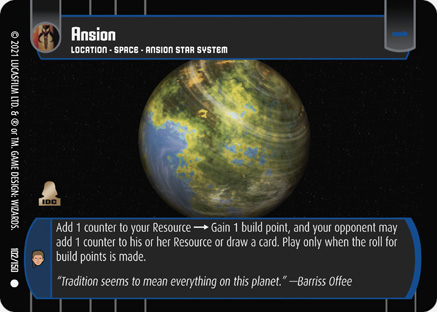 Ansion
LOCATION - SPACE - ANSION STAR SYSTEM
© 2021 LUCASFILM LTD. & ® or TM. GAME DESIGN: WIZARDS.
IDC
102/150
Add 1 counter to your Resource → Gain 1 build point, and your opponent may
add 1 counter to his or her Resource or draw a card. Play only when the roll for
build points is made.
“Tradition seems to mean everything on this planet.” —Barriss Offee